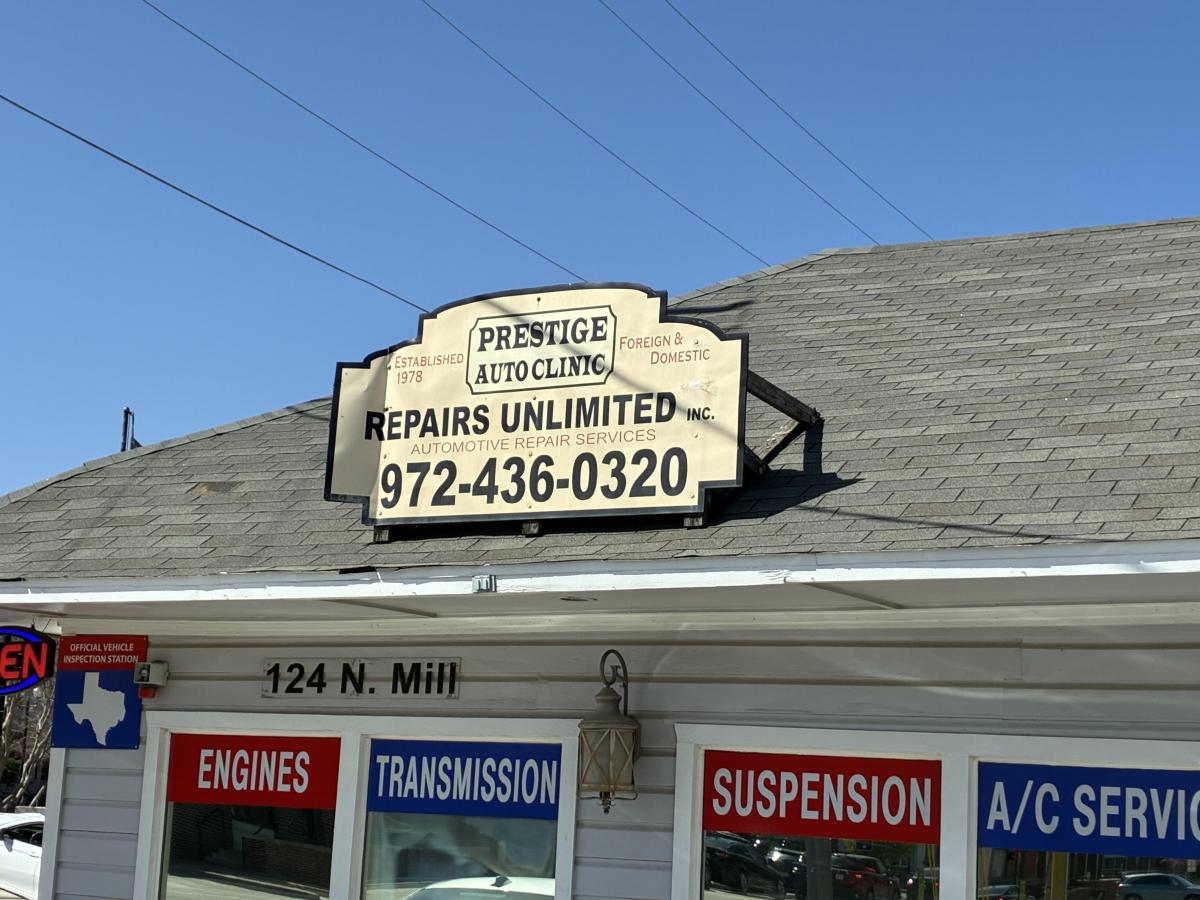 PRESTIGE
AUTO CLINIC
ESTABLISHED
1978
FOREIGN &
DOMESTIC
REPAIRS UNLIMITED INC.
AUTOMOTIVE REPAIR SERVICES
972-436-0320
EN
OFFICIAL VEHICLE
INSPECTION STATION
124 N. Mill
ENGINES
TRANSMISSION
SUSPENSION
A/C SERVIC